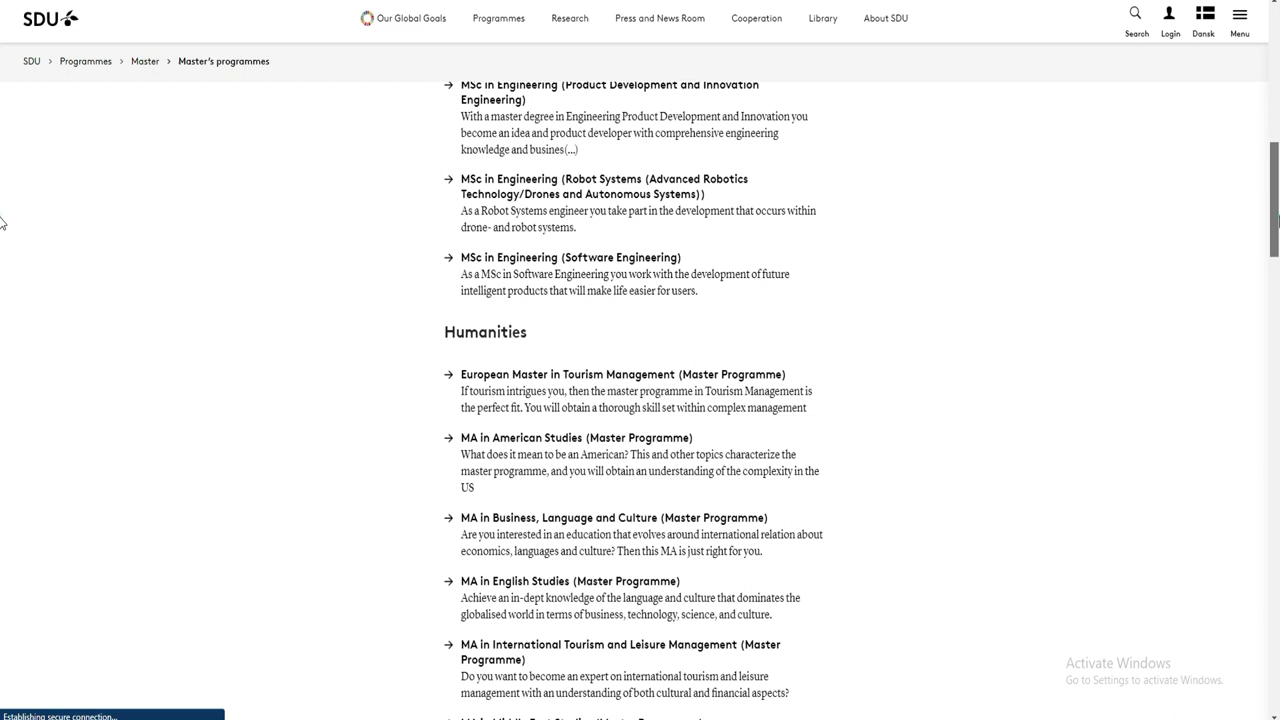 SDU
Our Global Goals
Programmes
Research
Press and News Room
Cooperation
Library
About SDU
Search
Login
Dansk
Menu
SDU > Programmes > Master > Master's programmes
→ MSc in Engineering (Product Development and Innovation
Engineering)
With a master degree in Engineering Product Development and Innovation you
become an idea and product developer with comprehensive engineering
knowledge and busines(...)
→ MSc in Engineering (Robot Systems (Advanced Robotics
Technology/Drones and Autonomous Systems))
As a Robot Systems engineer you take part in the development that occurs within
drone- and robot systems.
→ MSc in Engineering (Software Engineering)
As a MSc in Software Engineering you work with the development of future
intelligent products that will make life easier for users.
Humanities
→ European Master in Tourism Management (Master Programme)
If tourism intrigues you, then the master programme in Tourism Management is
the perfect fit. You will obtain a thorough skill set within complex management
→ MA in American Studies (Master Programme)
What does it mean to be an American? This and other topics characterize the
master programme, and you will obtain an understanding of the complexity in the
US
→ MA in Business, Language and Culture (Master Programme)
Are you interested in an education that evolves around international relation about
economics, languages and culture? Then this MA is just right for you.
→ MA in English Studies (Master Programme)
Achieve an in-dept knowledge of the language and culture that dominates the
globalised world in terms of business, technology, science, and culture.
→ MA in International Tourism and Leisure Management (Master
Programme)
Do you want to become an expert on international tourism and leisure
management with an understanding of both cultural and financial aspects?
Activate Windows
Go to Settings to activate Windows.
Establishing secure connection...